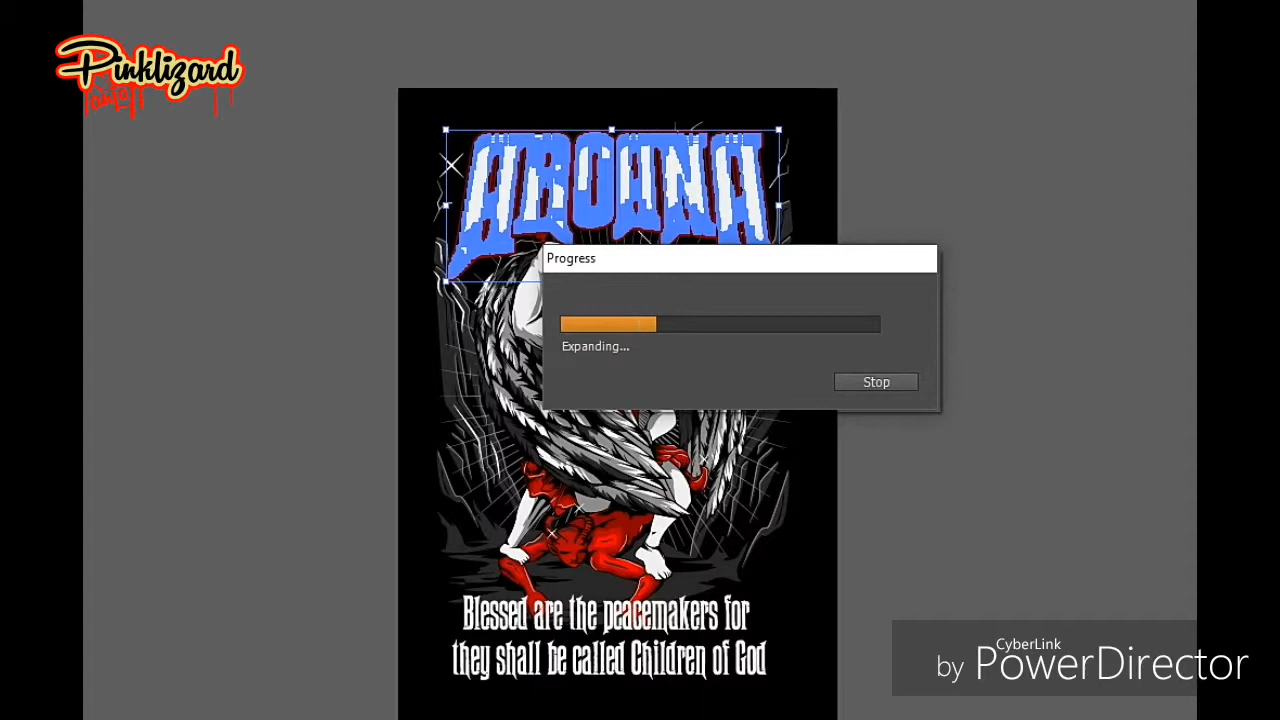 Pinklizard
ABOANA
Progress
Expanding...
Stop
Blessed are the peacemakers for
they shall be called Children of God
CyberLink
by PowerDirector